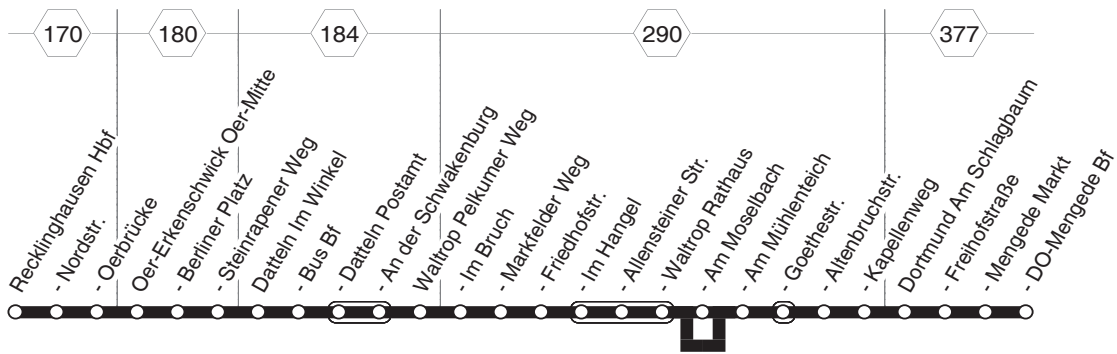 170
180
184
290
377
Recklinghausen Hbf
- Nordstr.
- Oerbrücke
Oer-Erkenschwick Oer-Mitte
- Berliner Platz
- Steinrapener Weg
Datteln Im Winkel
- Bus Bf
- Datteln Postamt
- An der Schwakenburg
Waltrop Pelkumer Weg
- Im Bruch
- Markfelder Weg
- Friedhofstr.
- Im Hangel
- Allensteiner Str.
- Waltrop Rathaus
- Am Moselbach
- Am Mühlenteich
- Goethestr.
- Altenbruchstr.
- Kapellenweg
Dortmund Am Schlagbaum
- Freihofstraße
- Mengede Markt
- DO-Mengede Bf